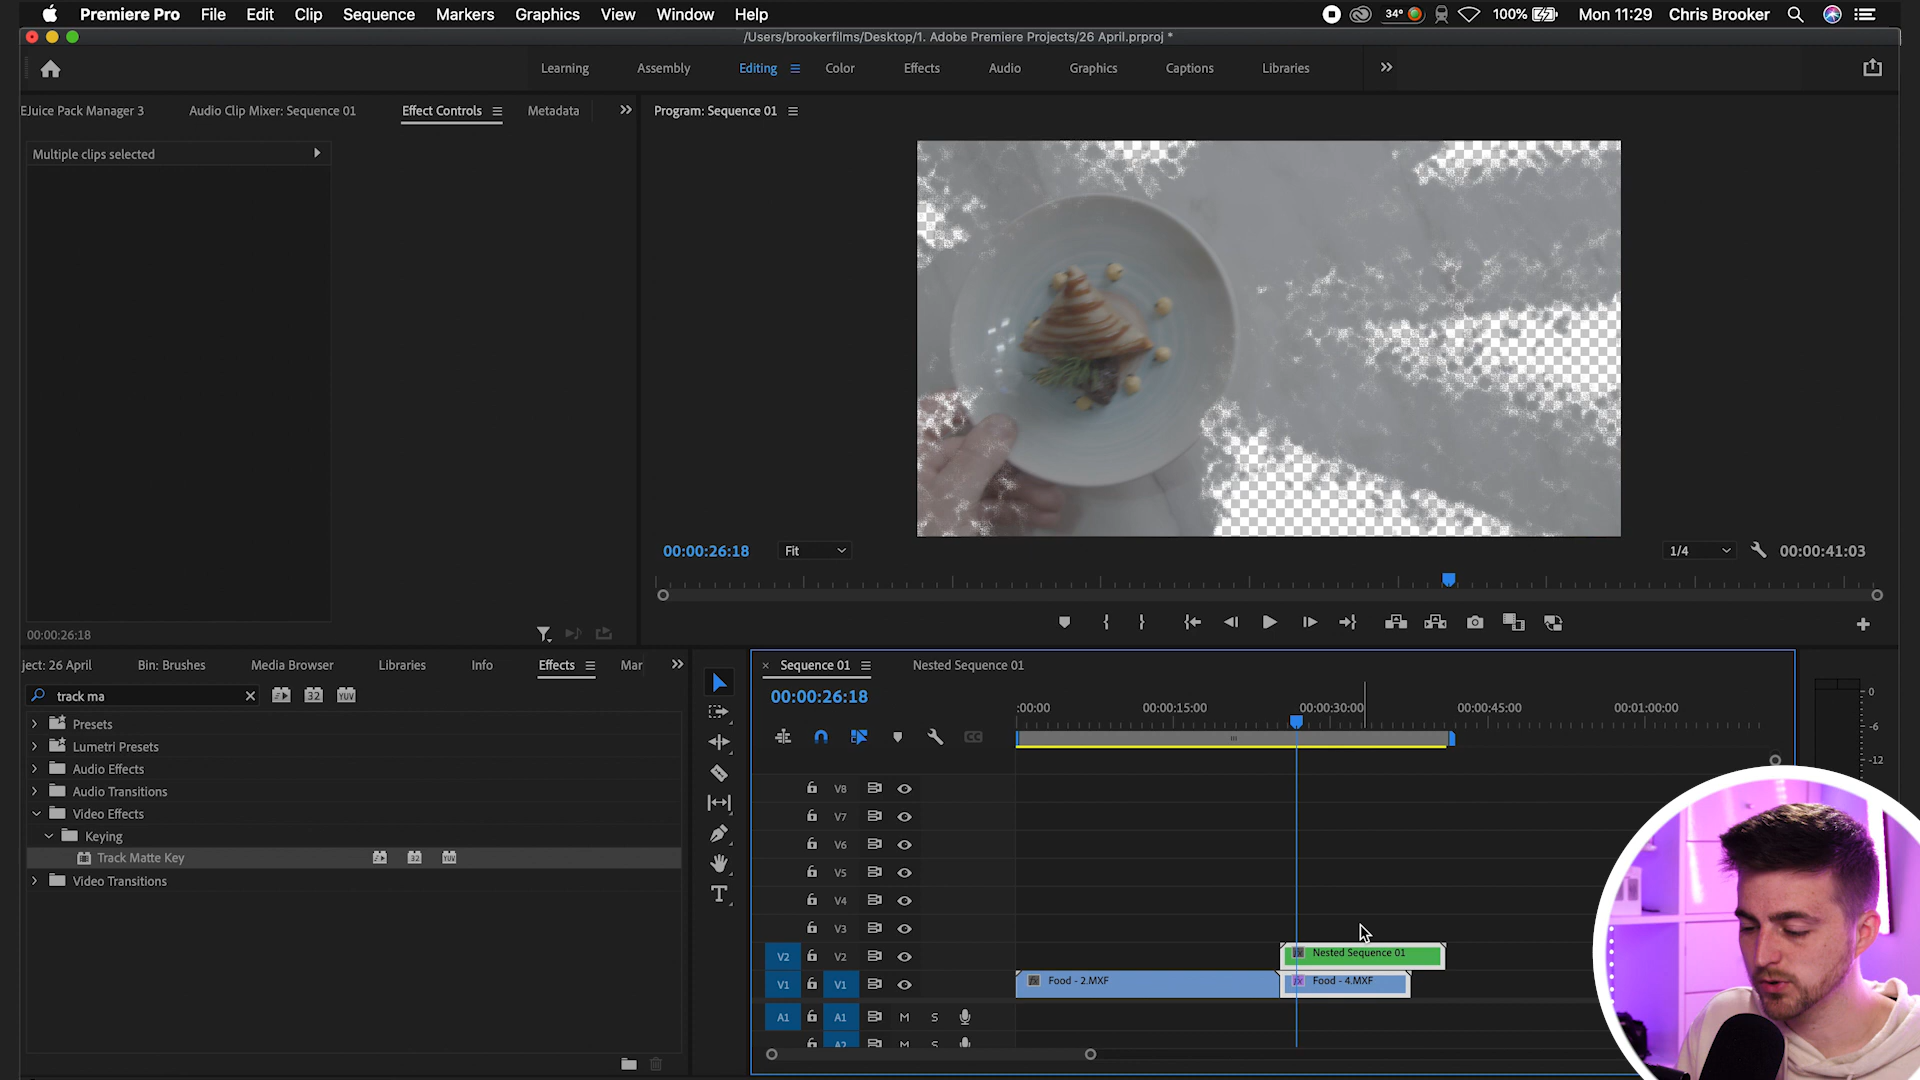 Premiere Pro File Edit Clip Sequence Markers Graphics View Window Help 34° 100% Mon 11:29 Chris Brooker
/Users/brookerfilms/Desktop/1. Adobe Premiere Projects/26 April.prproj *
Learning Assembly Editing Color Effects Audio Graphics Captions Libraries
EJuice Pack Manager 3 Audio Clip Mixer: Sequence 01 Effect Controls Metadata Program: Sequence 01
Multiple clips selected
00:00:26:18 Fit 1/4 00:00:41:03
00:00:26:18
ject: 26 April Bin: Brushes Media Browser Libraries Info Effects Mar
Sequence 01 Nested Sequence 01
track ma 32 YUV
00:00:26:18
:00:00 00:00:15:00 00:00:30:00 00:00:45:00 00:01:00:00
0
-6
-12
Presets
Lumetri Presets
Audio Effects
Audio Transitions
Video Effects
Keying
Track Matte Key 32 YUV
Video Transitions
CC
V8
V7
V6
V5
V4
V3
V2 V2 Nested Sequence 01
V1 V1 Food - 2.MXF Food - 4.MXF
A1 A1 M S
A2 M S